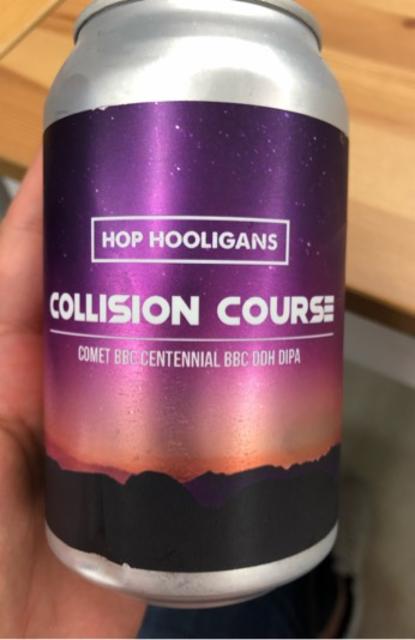 HOP HOOLIGANS
COLLISION COURSE
COMET BBC CENTENNIAL BBC DDH DIPA